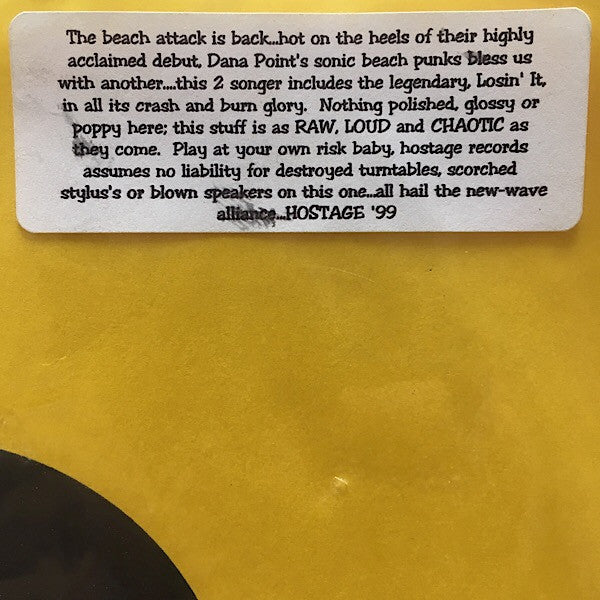 The beach attack is back...hot on the heels of their highly
acclaimed debut, Dana Point's sonic beach punks bless us
with another....this 2 songer includes the legendary, Losin' It,
in all its crash and burn glory. Nothing polished, glossy or
poppy here; this stuff is as RAW, LOUD and CHAOTIC as
they come. Play at your own risk baby, hostage records
assumes no liability for destroyed turntables, scorched
stylus's or blown speakers on this one...all hail the new-wave
alliance...HOSTAGE '99